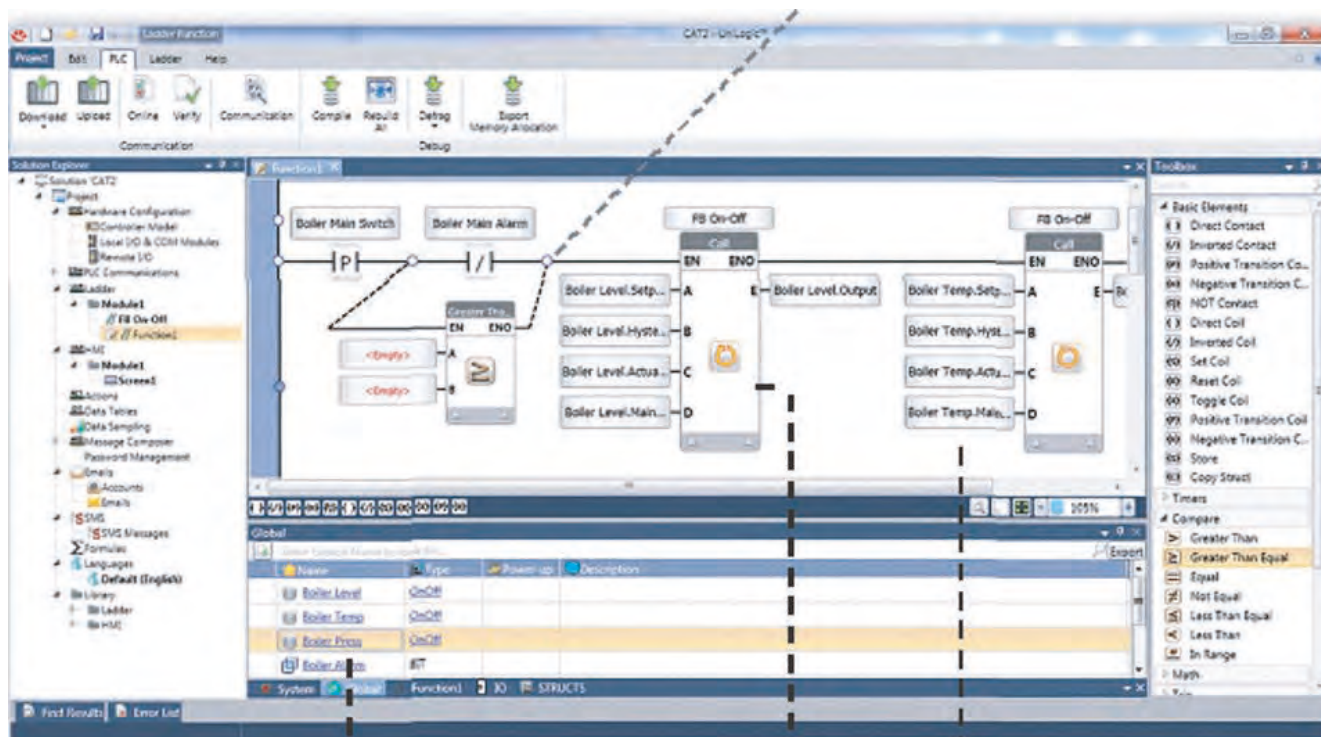 Ladder Function
CAT2 - UniLogic™
Project Edit PLC Ladder Help
Download Upload Online Verify Communication Compile Rebuild All Defrag Export Memory Allocation
Communication Debug
Solution Explorer
Solution 'CAT2
Project
Hardware Configuration
Controller Model
Local I/O & COM Modules
Remote I/O
PLC Communications
Ladder
Module1
FB On-Off
Function1
HMI
Module1
Screen1
Actions
Data Tables
Data Sampling
Message Composer
Password Management
Emails
Accounts
Emails
SMS
SMS Messages
Formulas
Languages
Default (English)
Library
Ladder
HMI
Function1
Boiler Main Switch
Boiler Main Alarm
FB On-Off
FB On-Off
Call
Call
P
/
EN ENO
EN ENO
Greater Tha...
EN ENO
<Empty> A
<Empty> B
≥
Boiler Level.Setp... A
E Boiler Level.Output
Boiler Level.Hyste... B
Boiler Level.Actua... C
Boiler Level.Main... D
Boiler Temp.Setp... A
E
Boiler Temp.Hyst... B
Boiler Temp.Actu... C
Boiler Temp.Main... D
105%
Global
Export
Name Type Power-up Description
Boiler Level OnOff
Boiler Temp OnOff
Boiler Press OnOff
Boiler Alarm BIT
System Global Function1 IO STRUCTS
Toolbox
Basic Elements
Direct Contact
Inverted Contact
Positive Transition Co...
Negative Transition C...
NOT Contact
Direct Coil
Inverted Coil
Set Coil
Reset Coil
Toggle Coil
Positive Transition Coil
Negative Transition C...
Store
Copy Struct
Timers
Compare
Greater Than
Greater Than Equal
Equal
Not Equal
Less Than Equal
Less Than
In Range
Math
Find Results Error List